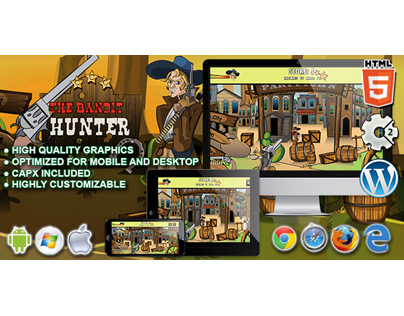 THE BANDIT
HUNTER
• HIGH QUALITY GRAPHICS
• OPTIMIZED FOR MOBILE AND DESKTOP
• CAPX INCLUDED
• HIGHLY CUSTOMIZABLE
HTML
5
2